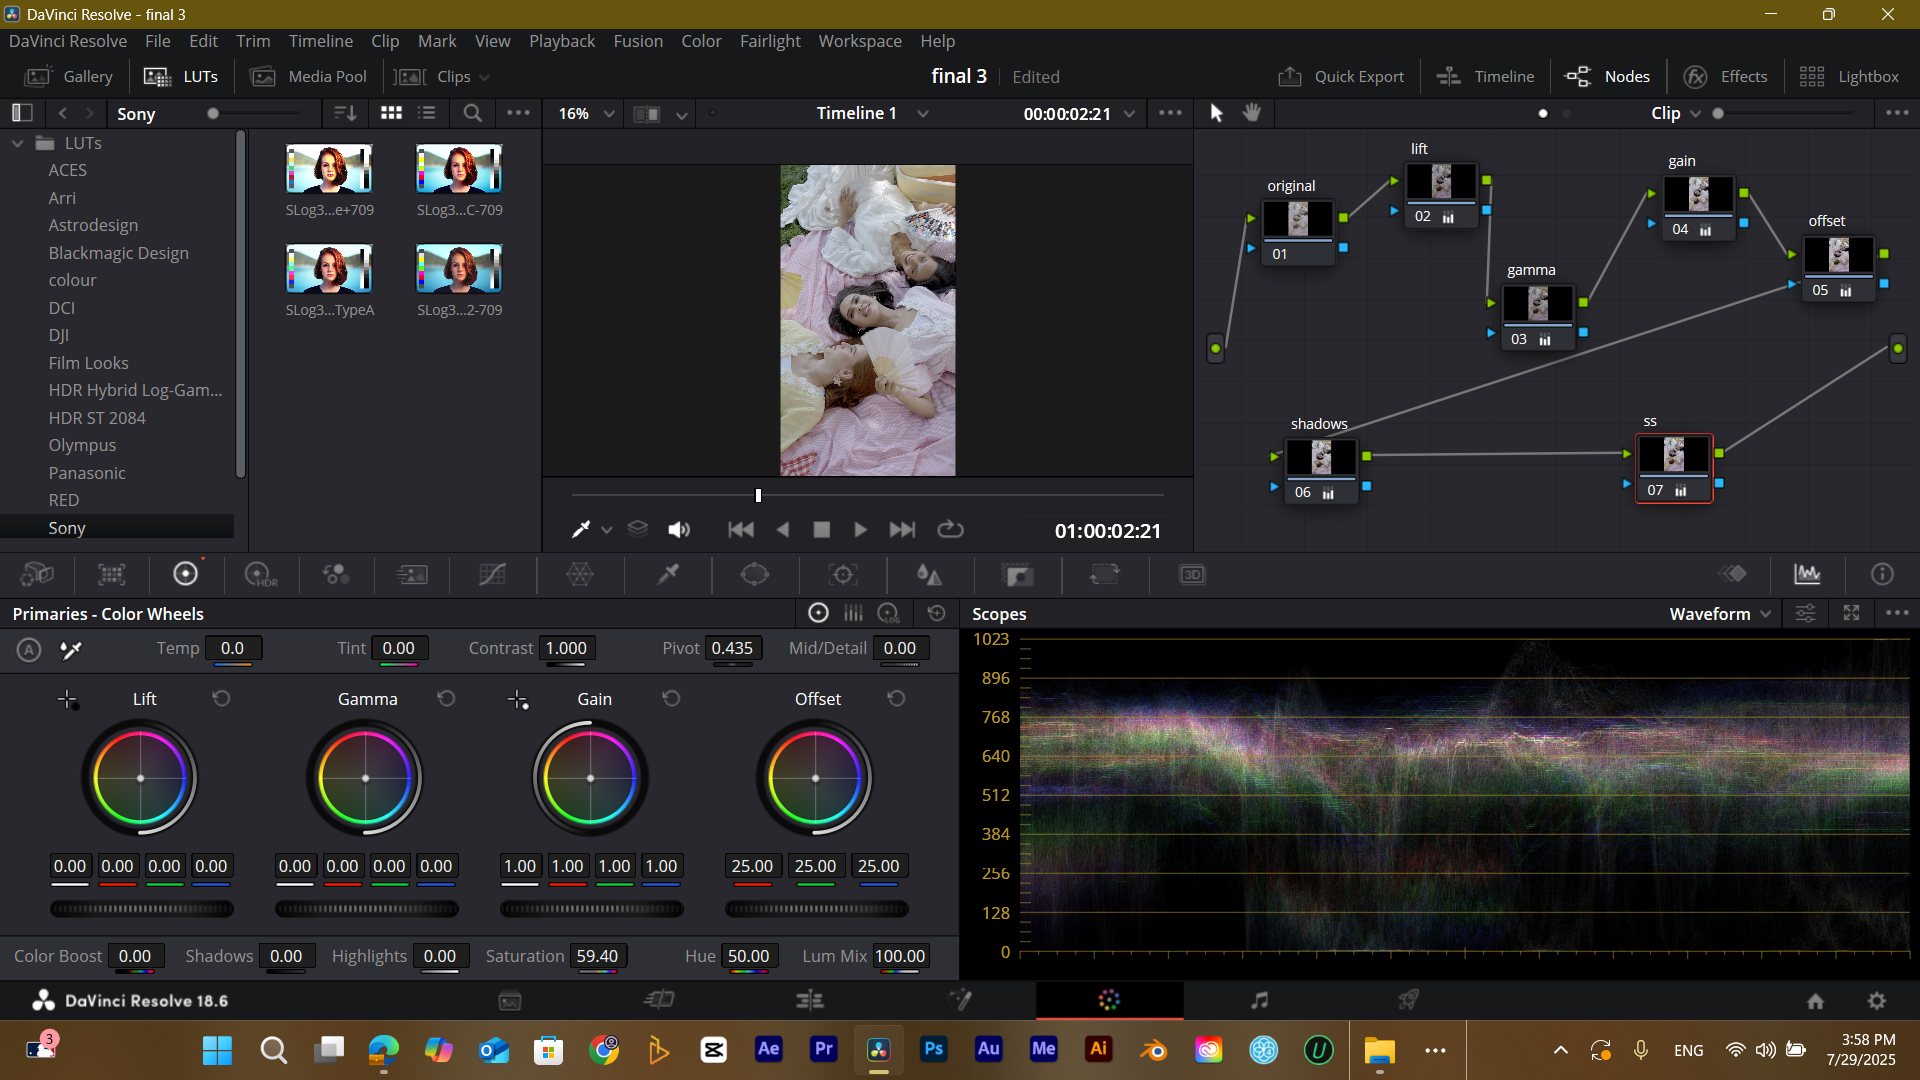 DaVinci Resolve - final 3
DaVinci Resolve File Edit Trim Timeline Clip Mark View Playback Fusion Color Fairlight Workspace Help
Gallery LUTs Media Pool Clips final 3 Edited Quick Export Timeline Nodes Effects Lightbox
Sony 16% Timeline 1 00:00:02:21 Clip
LUTs
ACES
Arri
Astrodesign
Blackmagic Design
colour
DCI
DJI
Film Looks
HDR Hybrid Log-Gam...
HDR ST 2084
Olympus
Panasonic
RED
Sony
SLog3...e+709 SLog3...C-709
SLog3...TypeA SLog3...2-709
01:00:02:21
original
01
lift
02
gamma
03
gain
04
offset
05
shadows
06
ss
07
HDR
3D
Primaries - Color Wheels
LOG
Scopes Waveform
A Temp 0.0 Tint 0.00 Contrast 1.000 Pivot 0.435 Mid/Detail 0.00
Lift Gamma Gain Offset
0.00 0.00 0.00 0.00 0.00 0.00 0.00 0.00 1.00 1.00 1.00 1.00 25.00 25.00 25.00
Color Boost 0.00 Shadows 0.00 Highlights 0.00 Saturation 59.40 Hue 50.00 Lum Mix 100.00
1023
896
768
640
512
384
256
128
0
DaVinci Resolve 18.6
3 Ae Pr Ps Au Me Ai U ENG 3:58 PM
7/29/2025